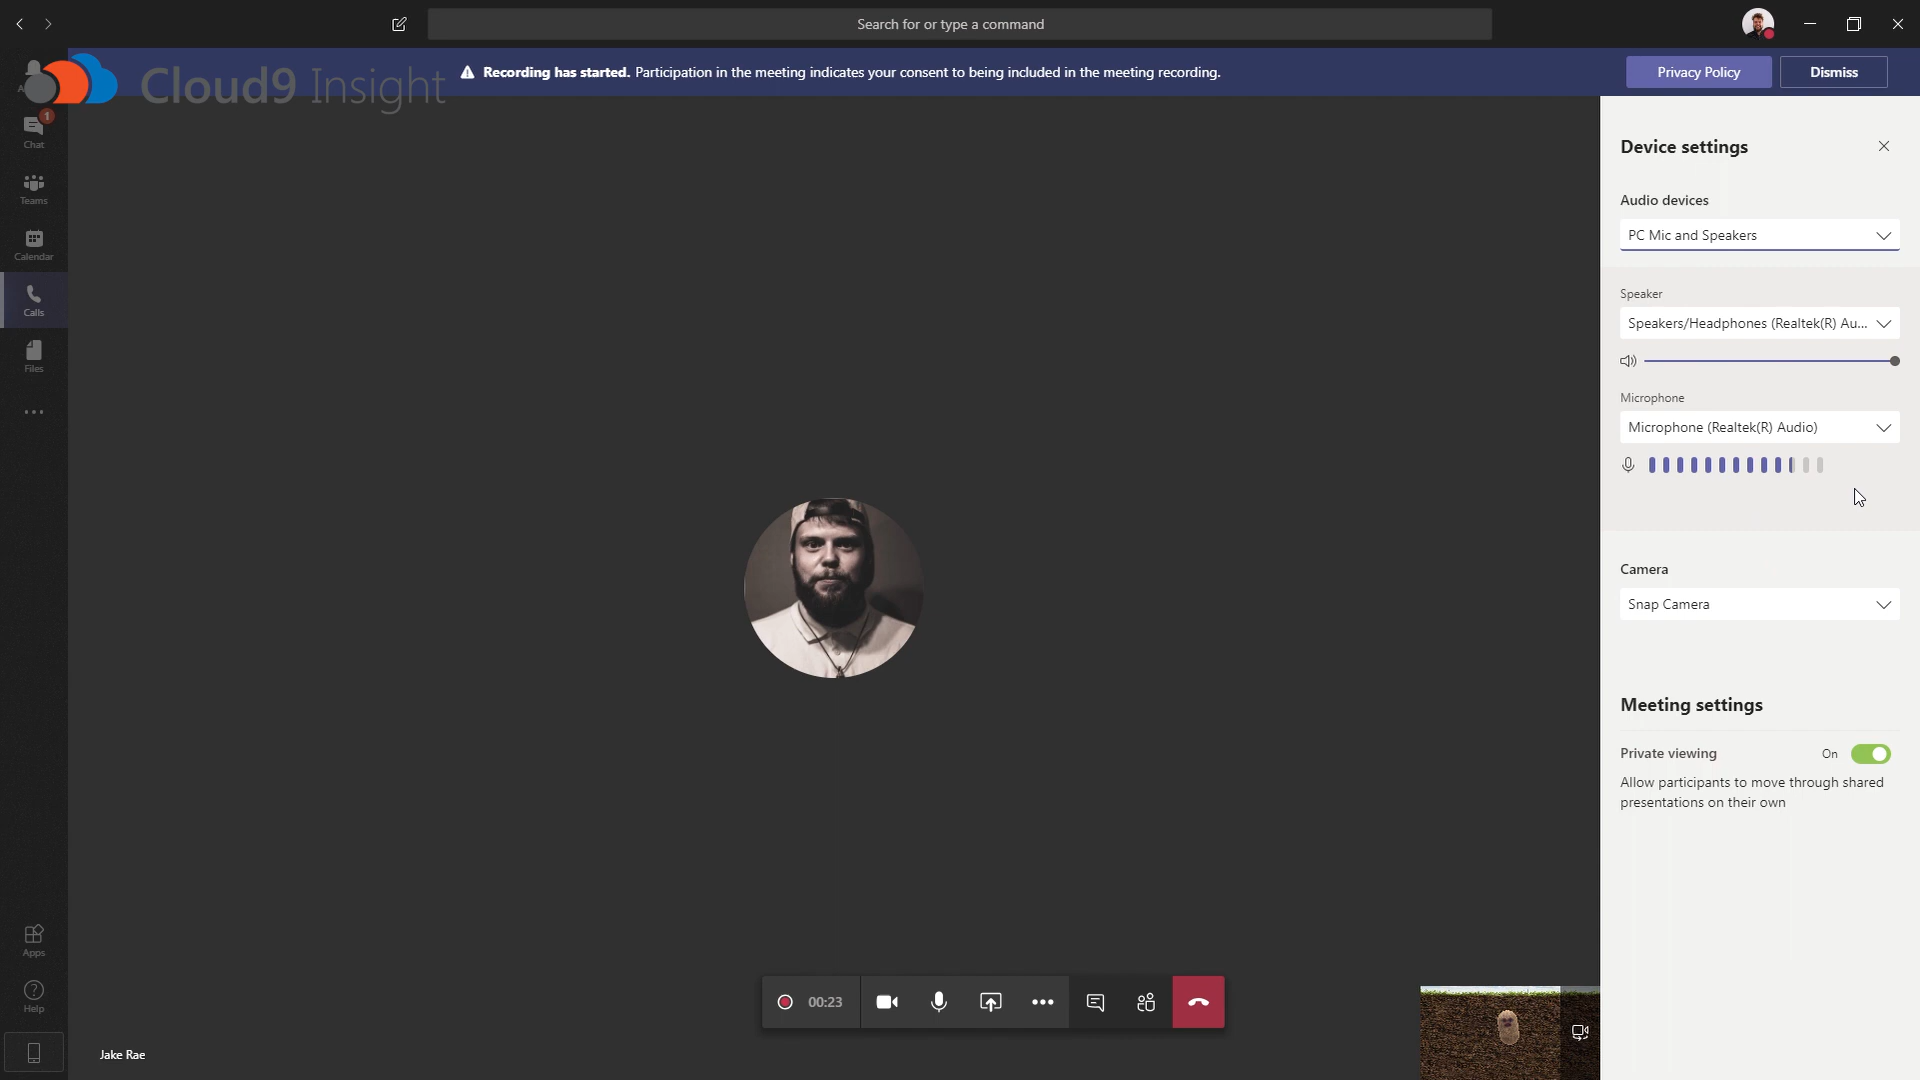 Search for or type a command
Cloud9 Insight
Recording has started. Participation in the meeting indicates your consent to being included in the meeting recording.
Privacy Policy
Dismiss
1
Chat
Teams
Calendar
Calls
Files
Apps
Help
Device settings
Audio devices
PC Mic and Speakers
Speaker
Speakers/Headphones (Realtek(R) Au...
Microphone
Microphone (Realtek(R) Audio)
Camera
Snap Camera
Meeting settings
Private viewing
On
Allow participants to move through shared
presentations on their own
00:23
Jake Rae